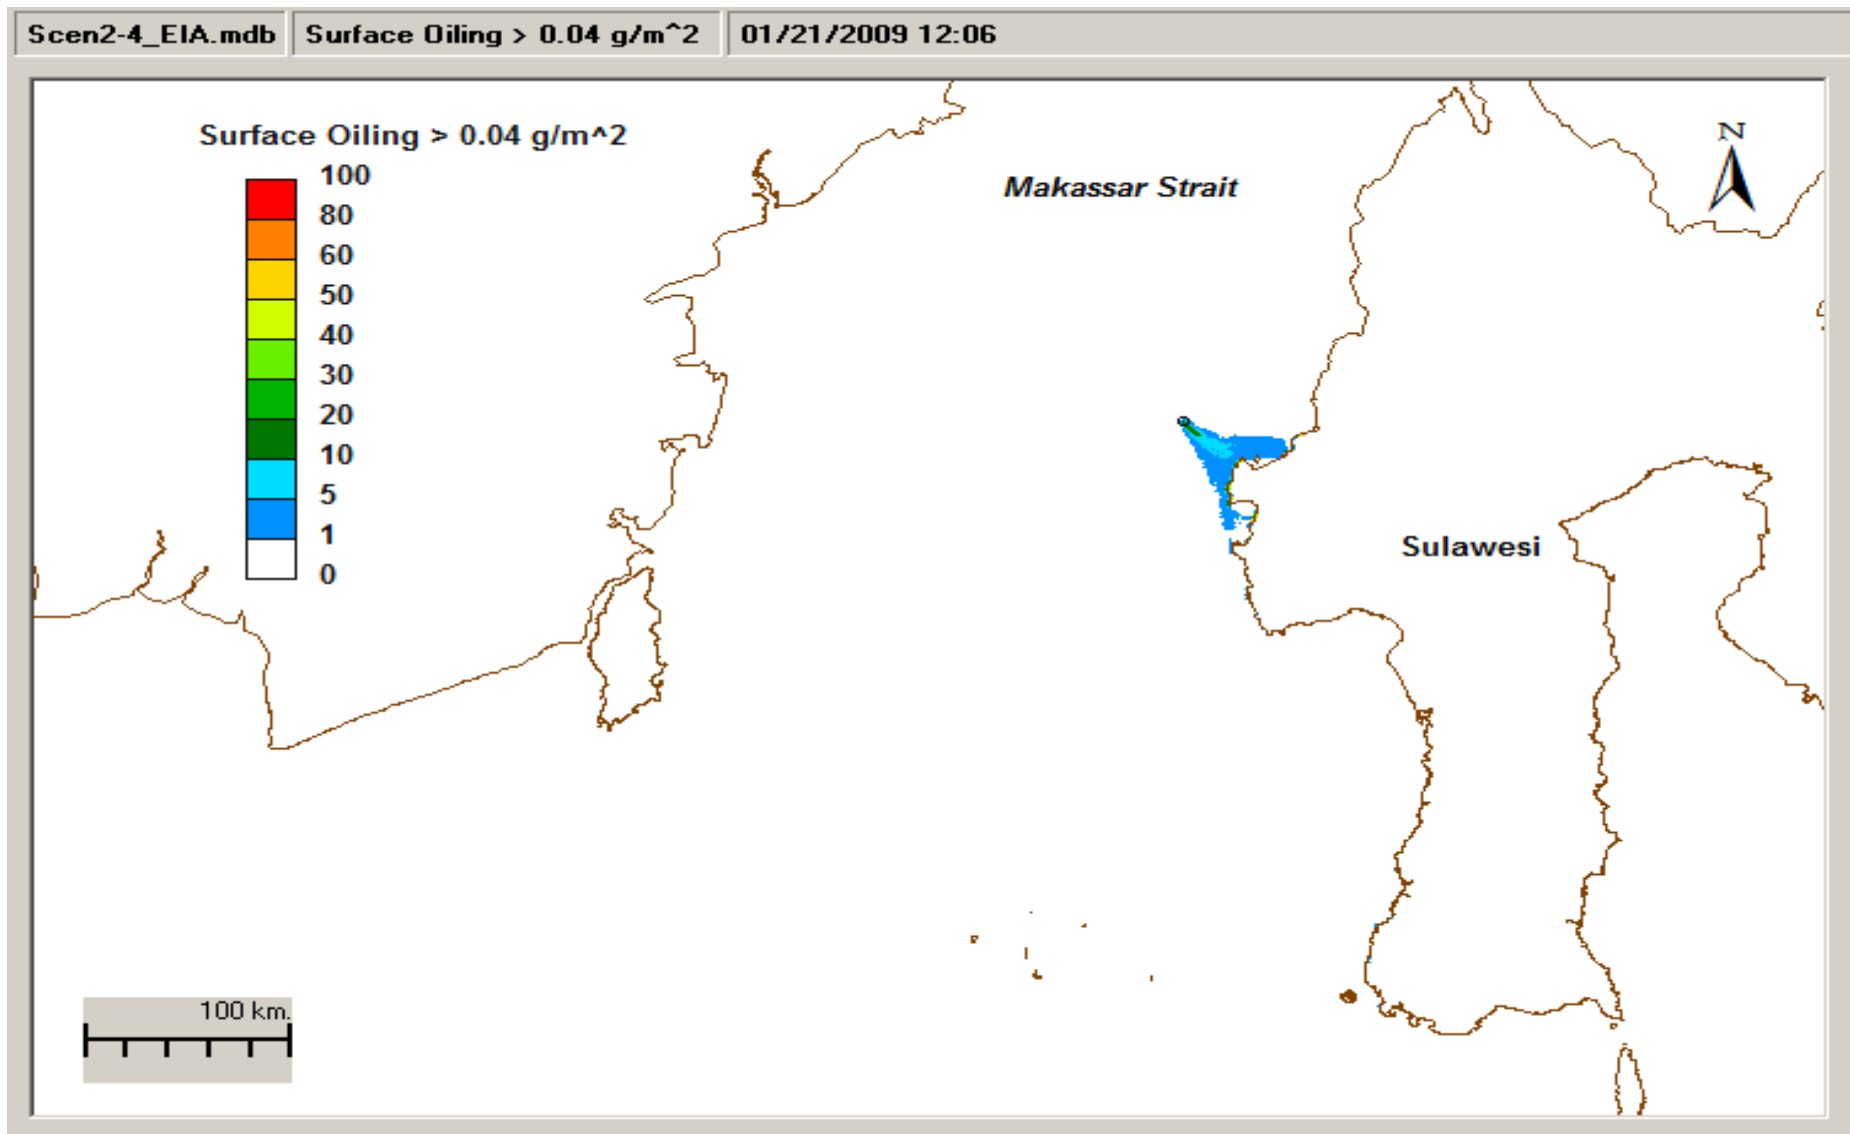 Scen2-4_EIA.mdb
Surface Oiling > 0.04 g/m^2
01/21/2009 12:06
Surface Oiling > 0.04 g/m^2
100
80
60
50
40
30
20
10
5
1
0
Makassar Strait
N
Sulawesi
100 km.